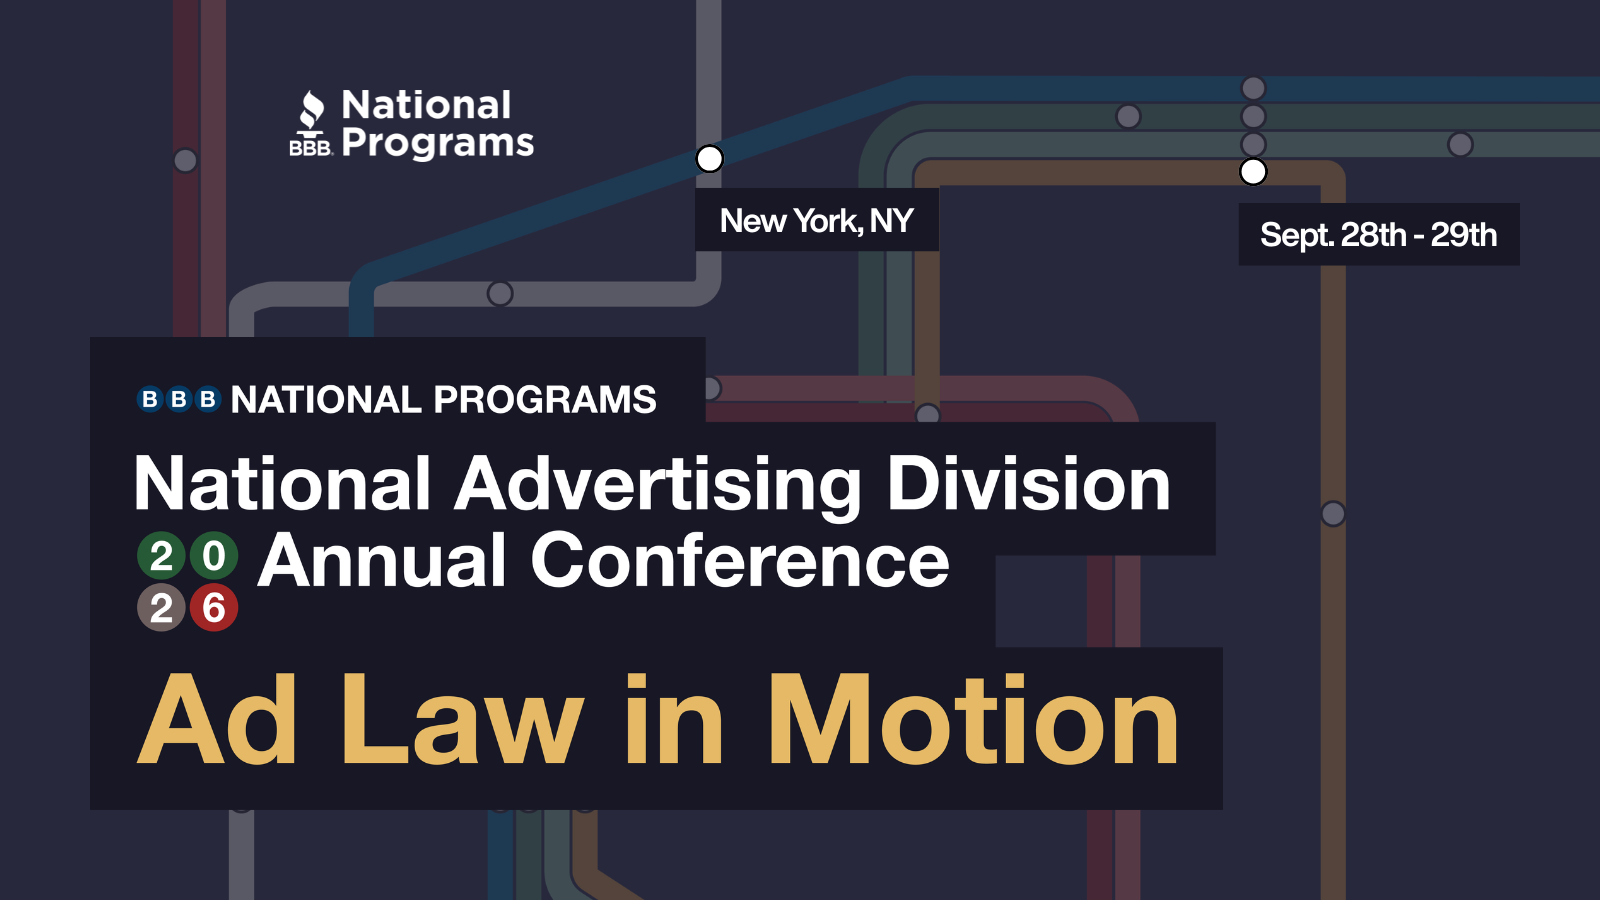 National
Programs
BBB.
New York, NY
Sept. 28th - 29th
BBB NATIONAL PROGRAMS
National Advertising Division
20
26
Annual Conference
Ad Law in Motion